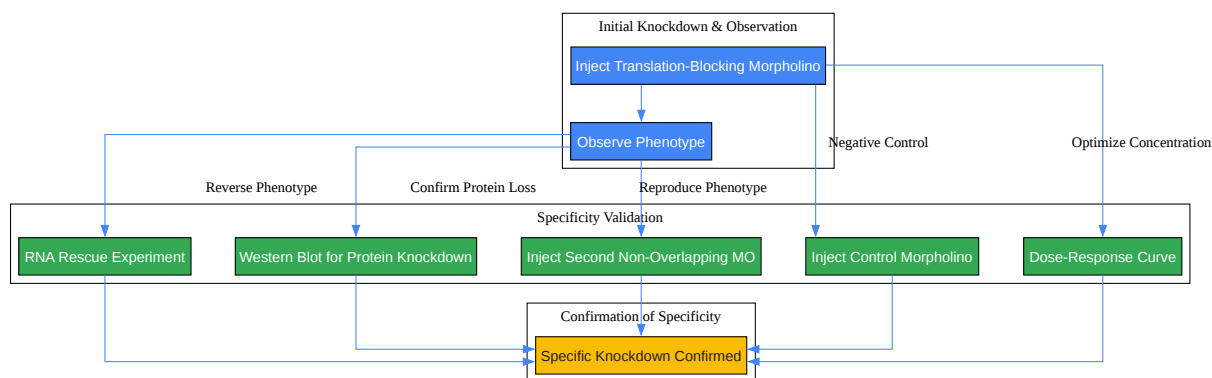 Initial Knockdown & Observation
Inject Translation-Blocking Morpholino
Observe Phenotype
Negative Control
Optimize Concentration
Reverse Phenotype
Confirm Protein Loss
Reproduce Phenotype
Specificity Validation
RNA Rescue Experiment
Western Blot for Protein Knockdown
Inject Second Non-Overlapping MO
Inject Control Morpholino
Dose-Response Curve
Confirmation of Specificity
Specific Knockdown Confirmed